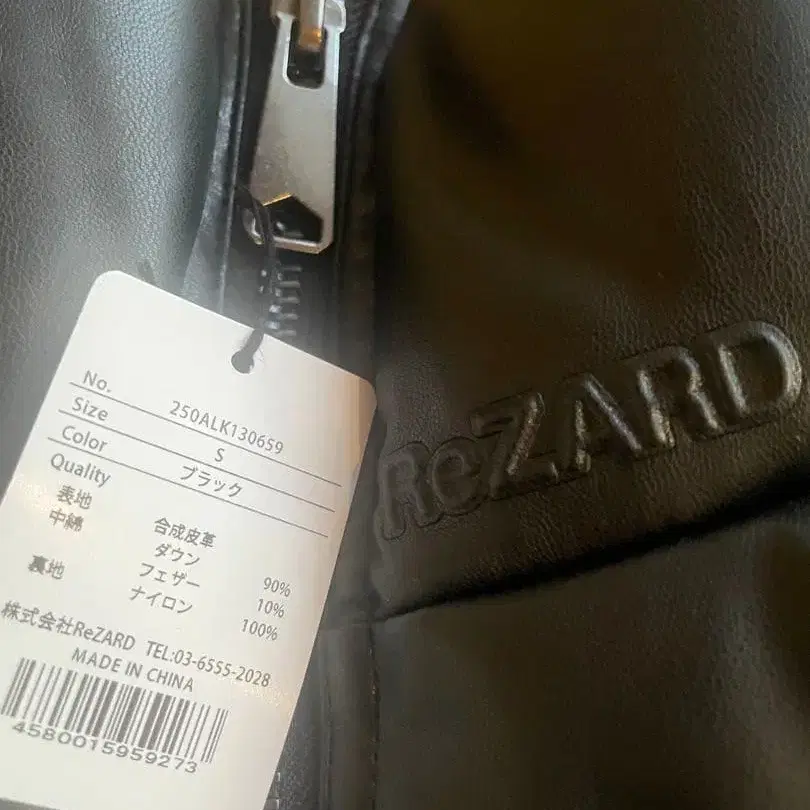 No. 250ALK130659
Size S
Color ブラック
Quality
表地 合成皮革
中綿 ダウン 90%
フェザー 10%
裏地 ナイロン 100%
株式会社ReZARD TEL:03-6555-2028
MADE IN CHINA
4580015959273
ReZARD